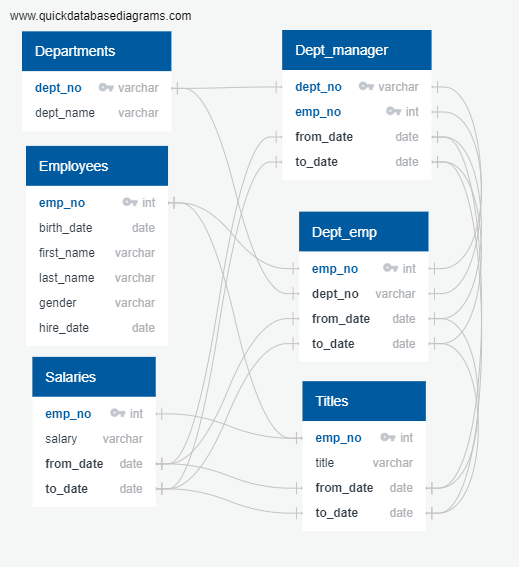 www.quickdatabasediagrams.com
Departments
dept_no varchar
dept_name varchar
Employees
emp_no int
birth_date date
first_name varchar
last_name varchar
gender varchar
hire_date date
Salaries
emp_no int
salary varchar
from_date date
to_date date
Dept_manager
dept_no varchar
emp_no int
from_date date
to_date date
Dept_emp
emp_no int
dept_no varchar
from_date date
to_date date
Titles
emp_no int
title varchar
from_date date
to_date date